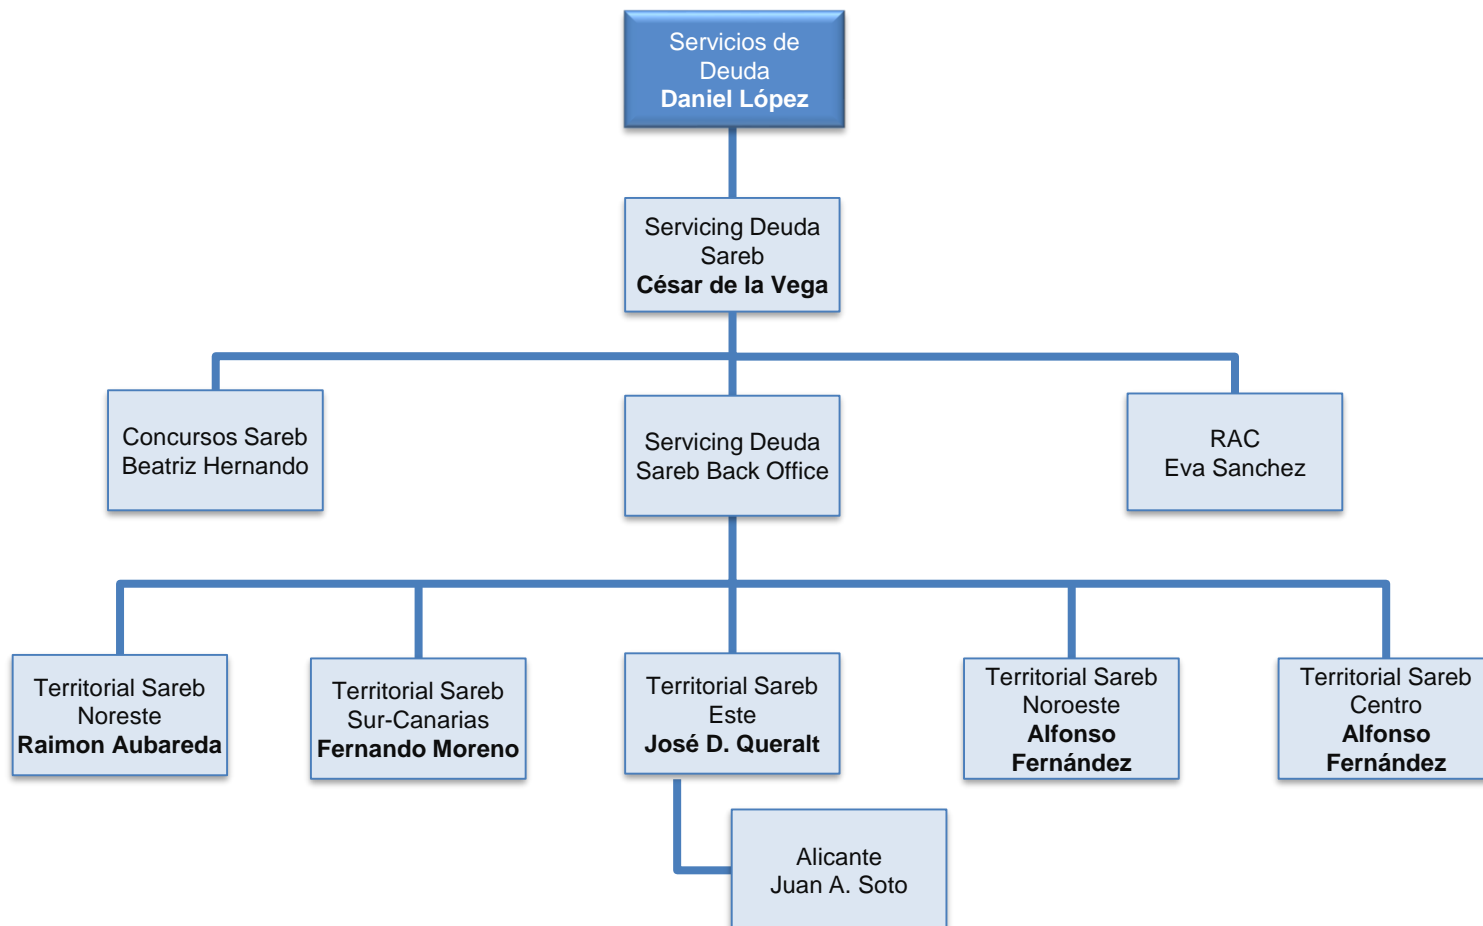 Servicios de
Deuda
Daniel López
Servicing Deuda
Sareb
César de la Vega
Concursos Sareb
Beatriz Hernando
Servicing Deuda
Sareb Back Office
RAC
Eva Sanchez
Territorial Sareb
Noreste
Raimon Aubareda
Territorial Sareb
Sur-Canarias
Fernando Moreno
Territorial Sareb
Este
José D. Queralt
Territorial Sareb
Noroeste
Alfonso
Fernández
Territorial Sareb
Centro
Alfonso
Fernández
Alicante
Juan A. Soto